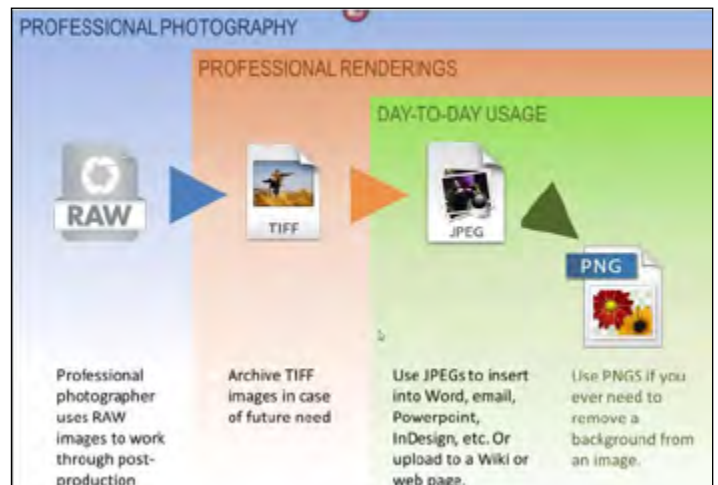 PROFESSIONAL PHOTOGRAPHY
PROFESSIONAL RENDERINGS
DAY-TO-DAY USAGE
RAW
TIFF
JPEG
PNG
Professional
photographer
uses RAW
images to work
through post-
production
Archive TIFF
images in case
of future need
Use JPEGs to insert
into Word, email,
Powerpoint,
InDesign, etc. Or
upload to a Wiki or
web page.
Use PNGS if you
ever need to
remove a
background from
an image.